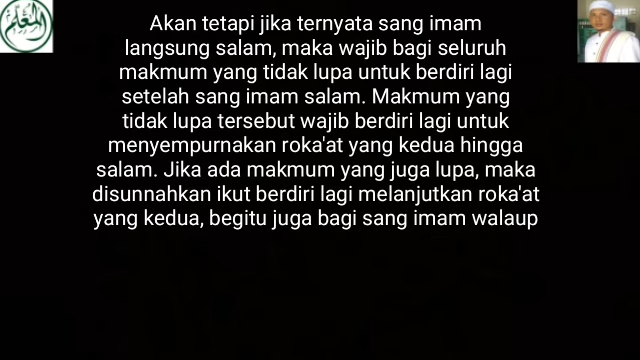 المعلم
Akan tetapi jika ternyata sang imam
langsung salam, maka wajib bagi seluruh
makmum yang tidak lupa untuk berdiri lagi
setelah sang imam salam. Makmum yang
tidak lupa tersebut wajib berdiri lagi untuk
menyempurnakan roka'at yang kedua hingga
salam. Jika ada makmum yang juga lupa, maka
disunnahkan ikut berdiri lagi melanjutkan roka'at
yang kedua, begitu juga bagi sang imam walaup